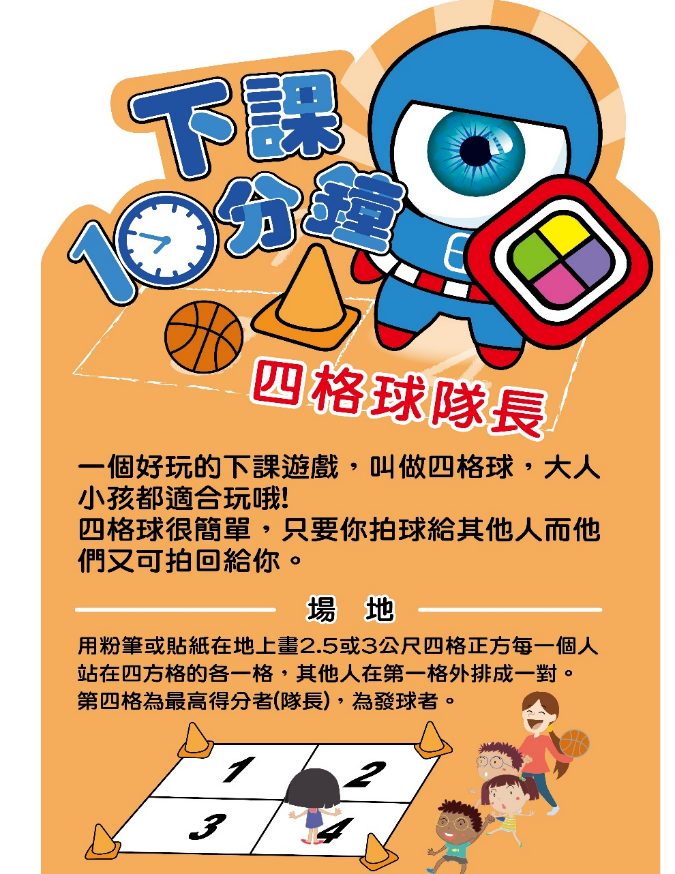 下課
10分鐘
四格球隊長
一個好玩的下課遊戲，叫做四格球，大人
小孩都適合玩哦!
四格球很簡單，只要你拍球給其他人而他
們又可拍回給你。
場 地
用粉筆或貼紙在地上畫2.5或3公尺四格正方每一個人
站在四方格的各一格，其他人在第一格外排成一對。
第四格為最高得分者(隊長)，為發球者。
1 2
3 4